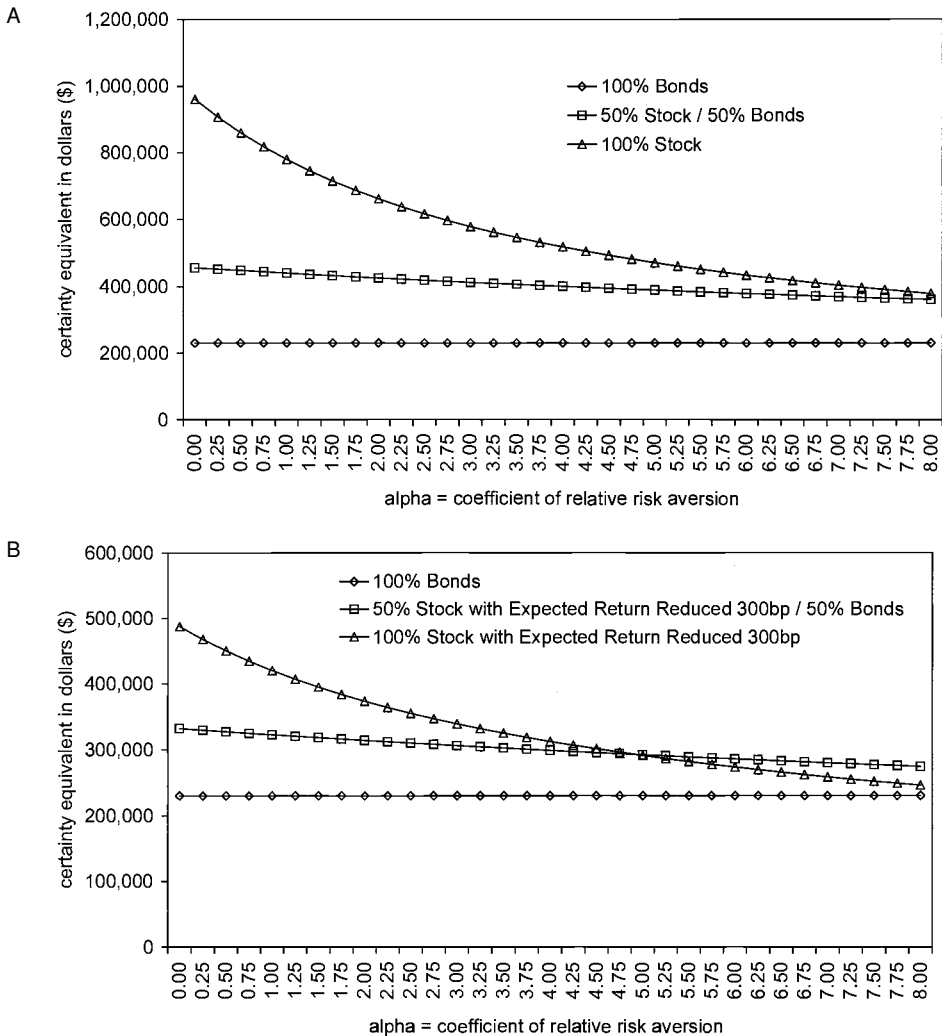 A
1,200,000
1,000,000
800,000
600,000
400,000
200,000
0
certainty equivalent in dollars ($)
100% Bonds
50% Stock / 50% Bonds
100% Stock
0.00 0.25 0.50 0.75 1.00 1.25 1.50 1.75 2.00 2.25 2.50 2.75 3.00 3.25 3.50 3.75 4.00 4.25 4.50 4.75 5.00 5.25 5.50 5.75 6.00 6.25 6.50 6.75 7.00 7.25 7.50 7.75 8.00
alpha = coefficient of relative risk aversion
B
600,000
500,000
400,000
300,000
200,000
100,000
0
certainty equivalent in dollars ($)
100% Bonds
50% Stock with Expected Return Reduced 300bp / 50% Bonds
100% Stock with Expected Return Reduced 300bp
0.00 0.25 0.50 0.75 1.00 1.25 1.50 1.75 2.00 2.25 2.50 2.75 3.00 3.25 3.50 3.75 4.00 4.25 4.50 4.75 5.00 5.25 5.50 5.75 6.00 6.25 6.50 6.75 7.00 7.25 7.50 7.75 8.00
alpha = coefficient of relative risk aversion